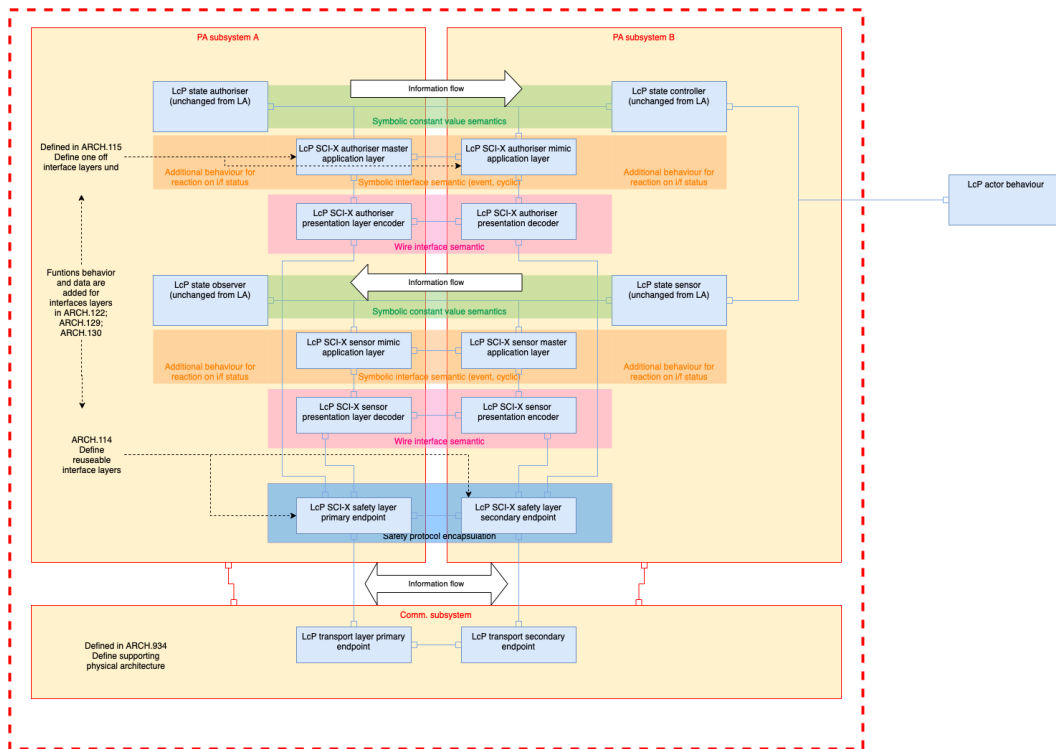 PA subsystem A
PA subsystem B
LcP state authoriser
(unchanged from LA)
Information flow
LcP state controller
(unchanged from LA)
Symbolic constant value semantics
Defined in ARCH.115
Define one off
interface layers und
LcP SCI-X authoriser master
application layer
LcP SCI-X authoriser mimic
application layer
Additional behaviour for
reaction on i/f status
Symbolic interface semantic (event, cyclic)
Additional behaviour for
reaction on i/f status
LcP actor behaviour
LcP SCI-X authoriser
presentation layer encoder
LcP SCI-X authoriser
presentation decoder
Wire interface semantic
Funtions behavior
and data are
added for
interfaces layers
in ARCH.122;
ARCH.129;
ARCH.130
LcP state observer
(unchanged from LA)
Information flow
LcP state sensor
(unchanged from LA)
Symbolic constant value semantics
LcP SCI-X sensor mimic
application layer
LcP SCI-X sensor master
application layer
Additional behaviour for
reaction on i/f status
Symbolic interface semantic (event, cyclic)
Additional behaviour for
reaction on i/f status
LcP SCI-X sensor
presentation layer decoder
LcP SCI-X sensor
presentation encoder
Wire interface semantic
ARCH.114
Define
reuseable
interface layers
LcP SCI-X safety layer
primary endpoint
LcP SCI-X safety layer
secondary endpoint
Safety protocol encapsulation
Information flow
Comm. subsystem
LcP transport layer primary
endpoint
LcP transport secondary
endpoint
Defined in ARCH.934
Define supporting
physical architecture